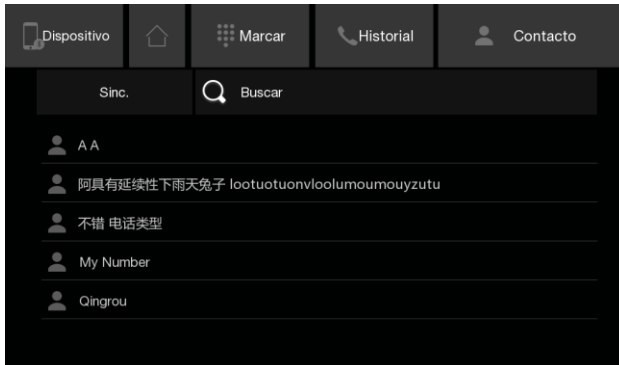 Dispositivo Marcar Historial Contacto
Sinc. Buscar
A A
阿具有延续性下雨天兔子 lootuotuonvloolumoumouyzutu
不错 电话类型
My Number
Qingrou